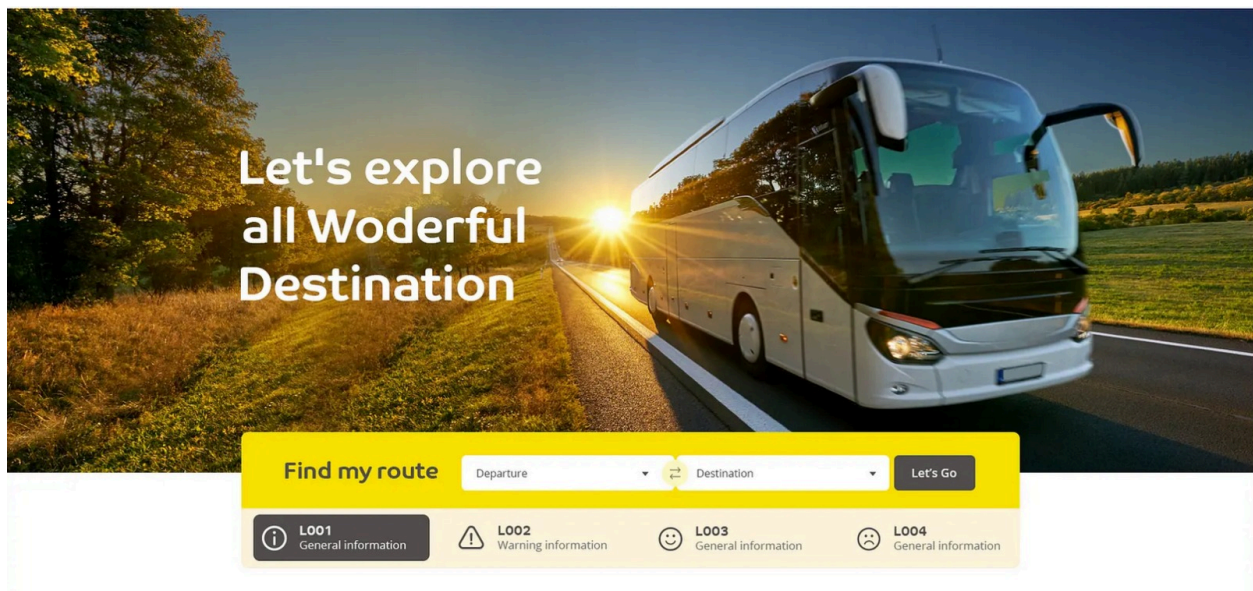 Let's explore
all Woderful
Destination
Find my route
Departure
Destination
Let's Go
L001
General information
L002
Warning information
L003
General information
L004
General information